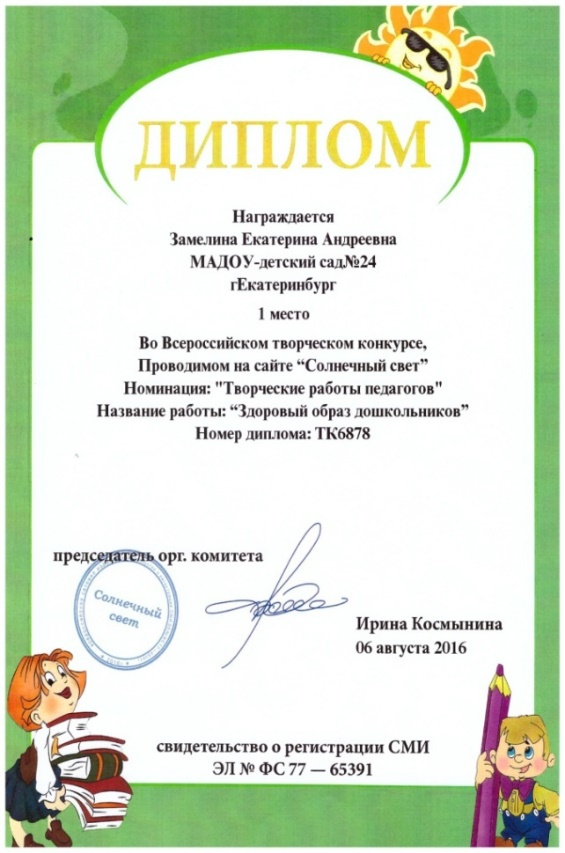 ДИПЛОМ
Награждается
Замелина Екатерина Андреевна
МАДОУ-детский сад№24
гЕкатеринбург
1 место
Во Всероссийском творческом конкурсе,
Проводимом на сайте “Солнечный свет”
Номинация: "Творческие работы педагогов"
Название работы: “Здоровый образ дошкольников”
Номер диплома: ТК6878
председатель орг. комитета
Солнечный
свет
Ирина Космынина
06 августа 2016
свидетельство о регистрации СМИ
ЭЛ № ФС 77 — 65391